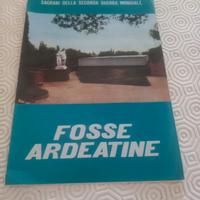 SACRARI DELLA SECONDA GUERRA MONDIALE
FOSSE
ARDEATINE